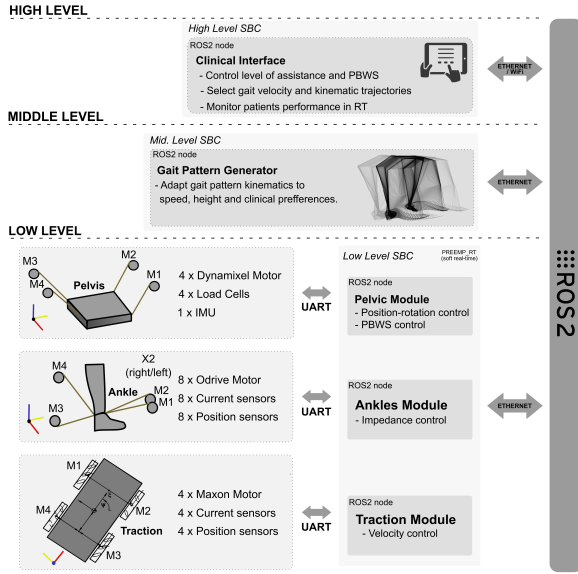 HIGH LEVEL
High Level SBC
ROS2 node
Clinical Interface
- Control level of assistance and PBWS
- Select gait velocity and kinematic trajectories
- Monitor patients performance in RT
ETHERNET
/ WiFi
MIDDLE LEVEL
Mid. Level SBC
ROS2 node
Gait Pattern Generator
- Adapt gait pattern kinematics to
speed, height and clinical prefferences.
ETHERNET
LOW LEVEL
M3
M2
M4
M1
Pelvis
4 x Dynamixel Motor
4 x Load Cells
1 x IMU
UART
Low Level SBC
PREEMP_RT
(soft real-time)
ROS2 node
Pelvic Module
- Position-rotation control
- PBWS control
X2
(right/left)
M4
Ankle
M2
M1
M3
8 x Odrive Motor
8 x Current sensors
8 x Position sensors
UART
ROS2 node
Ankles Module
- Impedance control
ETHERNET
M1
M4
M2
M3
Traction
4 x Maxon Motor
4 x Current sensors
4 x Position sensors
UART
ROS2 node
Traction Module
- Velocity control
ROS2